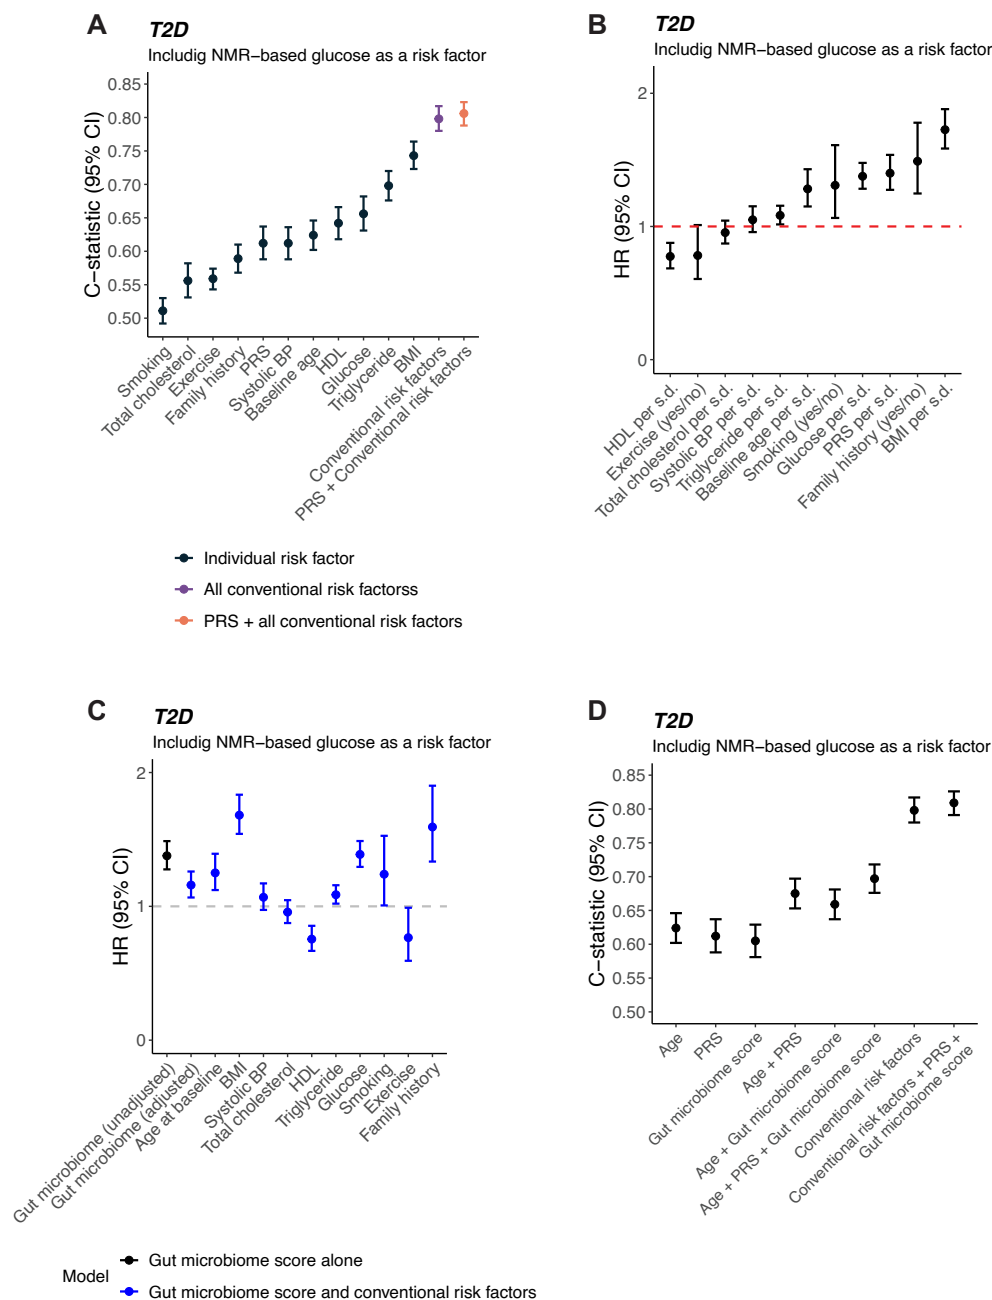 A
T2D
Includig NMR−based glucose as a risk factor
C−statistic (95% CI)
0.85
0.80
0.75
0.70
0.65
0.60
0.55
0.50
Smoking
Total cholesterol
Exercise
Family history
PRS
Systolic BP
Baseline age
HDL
Glucose
Triglyceride
BMI
Conventional risk factors
PRS + Conventional risk factors
Individual risk factor
All conventional risk factorss
PRS + all conventional risk factors
B
T2D
Includig NMR−based glucose as a risk factor
HR (95% CI)
2
1
0
HDL per s.d.
Exercise (yes/no)
Total cholesterol per s.d.
Systolic BP per s.d.
Triglyceride per s.d.
Baseline age per s.d.
Smoking (yes/no)
Glucose per s.d.
PRS per s.d.
Family history (yes/no)
BMI per s.d.
C
T2D
Includig NMR−based glucose as a risk factor
HR (95% CI)
2
1
0
Gut microbiome (unadjusted)
Gut microbiome (adjusted)
Age at baseline
BMI
Systolic BP
Total cholesterol
HDL
Triglyceride
Glucose
Smoking
Exercise
Family history
Model
Gut microbiome score alone
Gut microbiome score and conventional risk factors
D
T2D
Includig NMR−based glucose as a risk factor
C−statistic (95% CI)
0.85
0.80
0.75
0.70
0.65
0.60
0.55
0.50
Age
PRS
Gut microbiome score
Age + PRS
Age + Gut microbiome score
Age + PRS + Gut microbiome score
Conventional risk factors
Conventional risk factors + PRS +
Gut microbiome score